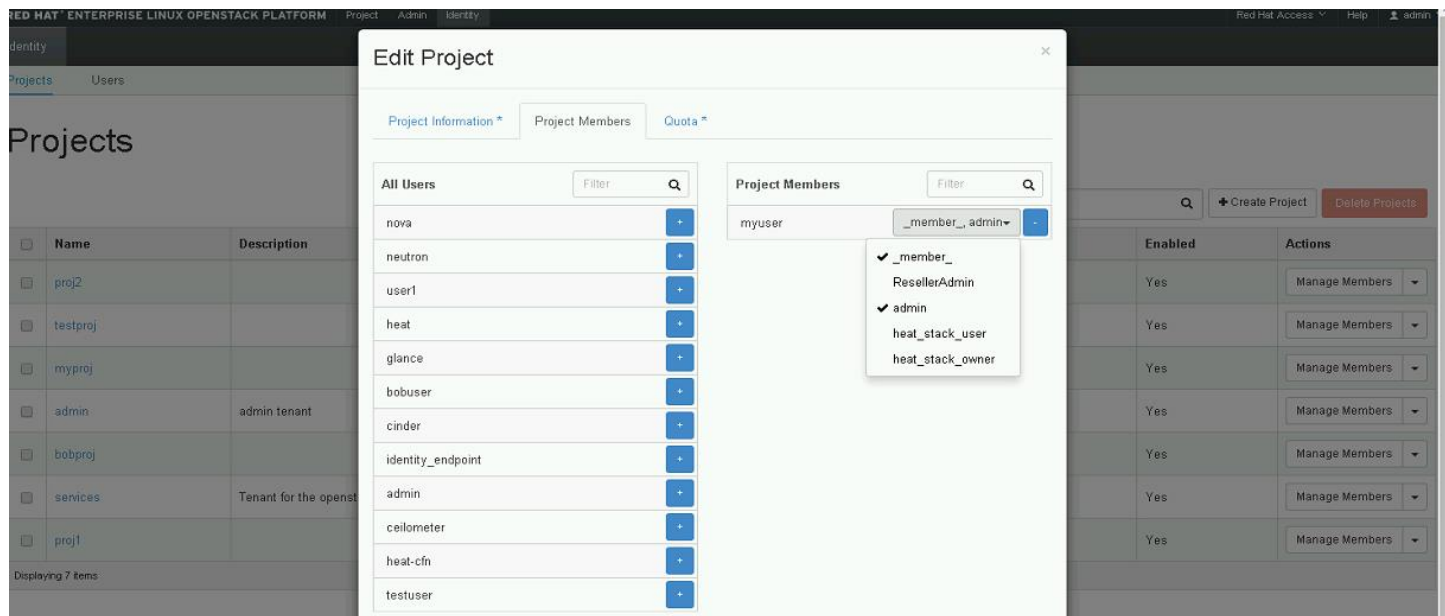 RED HAT ENTERPRISE LINUX OPENSTACK PLATFORM Project Admin Identity Red Hat Access Help admin
Identity
Projects Users
Projects
Edit Project ×
Project Information * Project Members Quota *
All Users Filter
nova +
neutron +
user1 +
heat +
glance +
bobuser +
cinder +
identity_endpoint +
admin +
ceilometer +
heat-cfn +
testuser +
Project Members Filter
myuser _member_, admin -
_member_
ResellerAdmin
admin
heat_stack_user
heat_stack_owner
+ Create Project Delete Projects
Name Description Enabled Actions
proj2 Yes Manage Members
testproj Yes Manage Members
myproj Yes Manage Members
admin admin tenant Yes Manage Members
bobproj Yes Manage Members
services Tenant for the openst Yes Manage Members
proj1 Yes Manage Members
Displaying 7 items